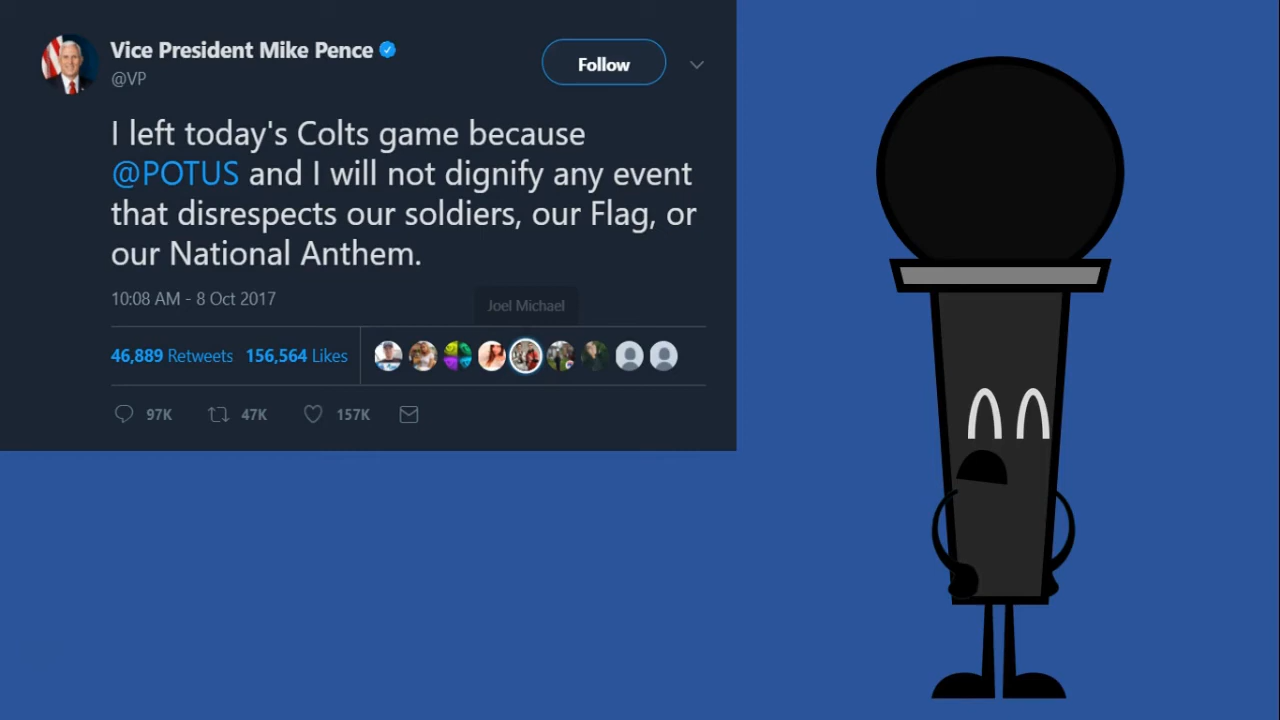 Vice President Mike Pence
@VP
Follow
I left today's Colts game because
@POTUS and I will not dignify any event
that disrespects our soldiers, our Flag, or
our National Anthem.
10:08 AM - 8 Oct 2017
Joel Michael
46,889 Retweets 156,564 Likes
97K 47K 157K